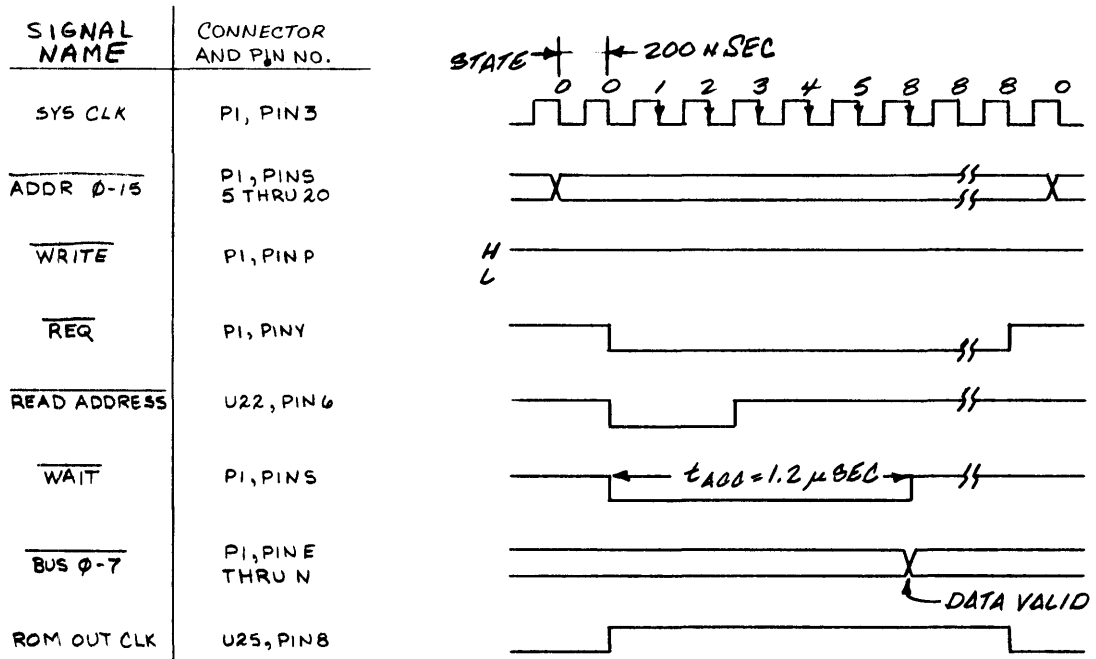 SIGNAL NAME
CONNECTOR AND PIN NO.
STATE
200 NSEC
0 0 1 2 3 4 5 8 8 8 0
SYS CLK
P1, PIN 3
ADDR Ø-15
P1, PINS
5 THRU 20
WRITE
P1, PIN P
H
L
REQ
P1, PIN Y
READ ADDRESS
U22, PIN 6
WAIT
P1, PIN S
tACC = 1.2 μ SEC
BUS Ø-7
P1, PIN E
THRU N
DATA VALID
ROM OUT CLK
U25, PIN 8